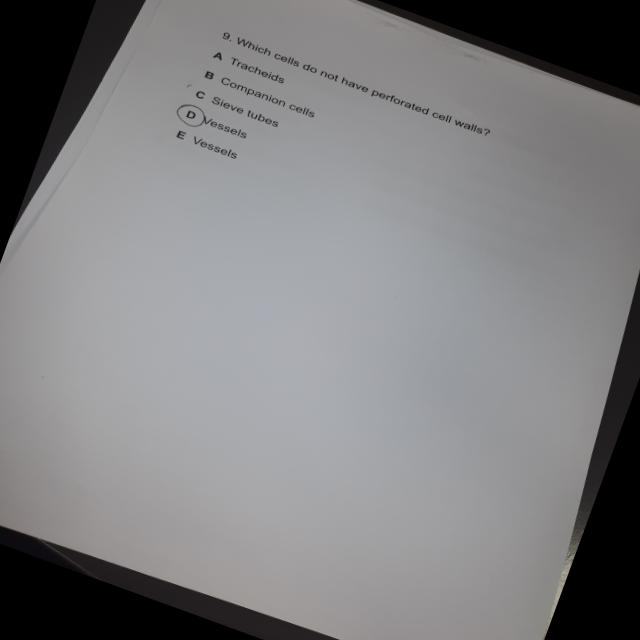 9. Which cells do not have perforated cell walls?
A Tracheids
B Companion cells
C Sieve tubes
D Vessels
E Vessels